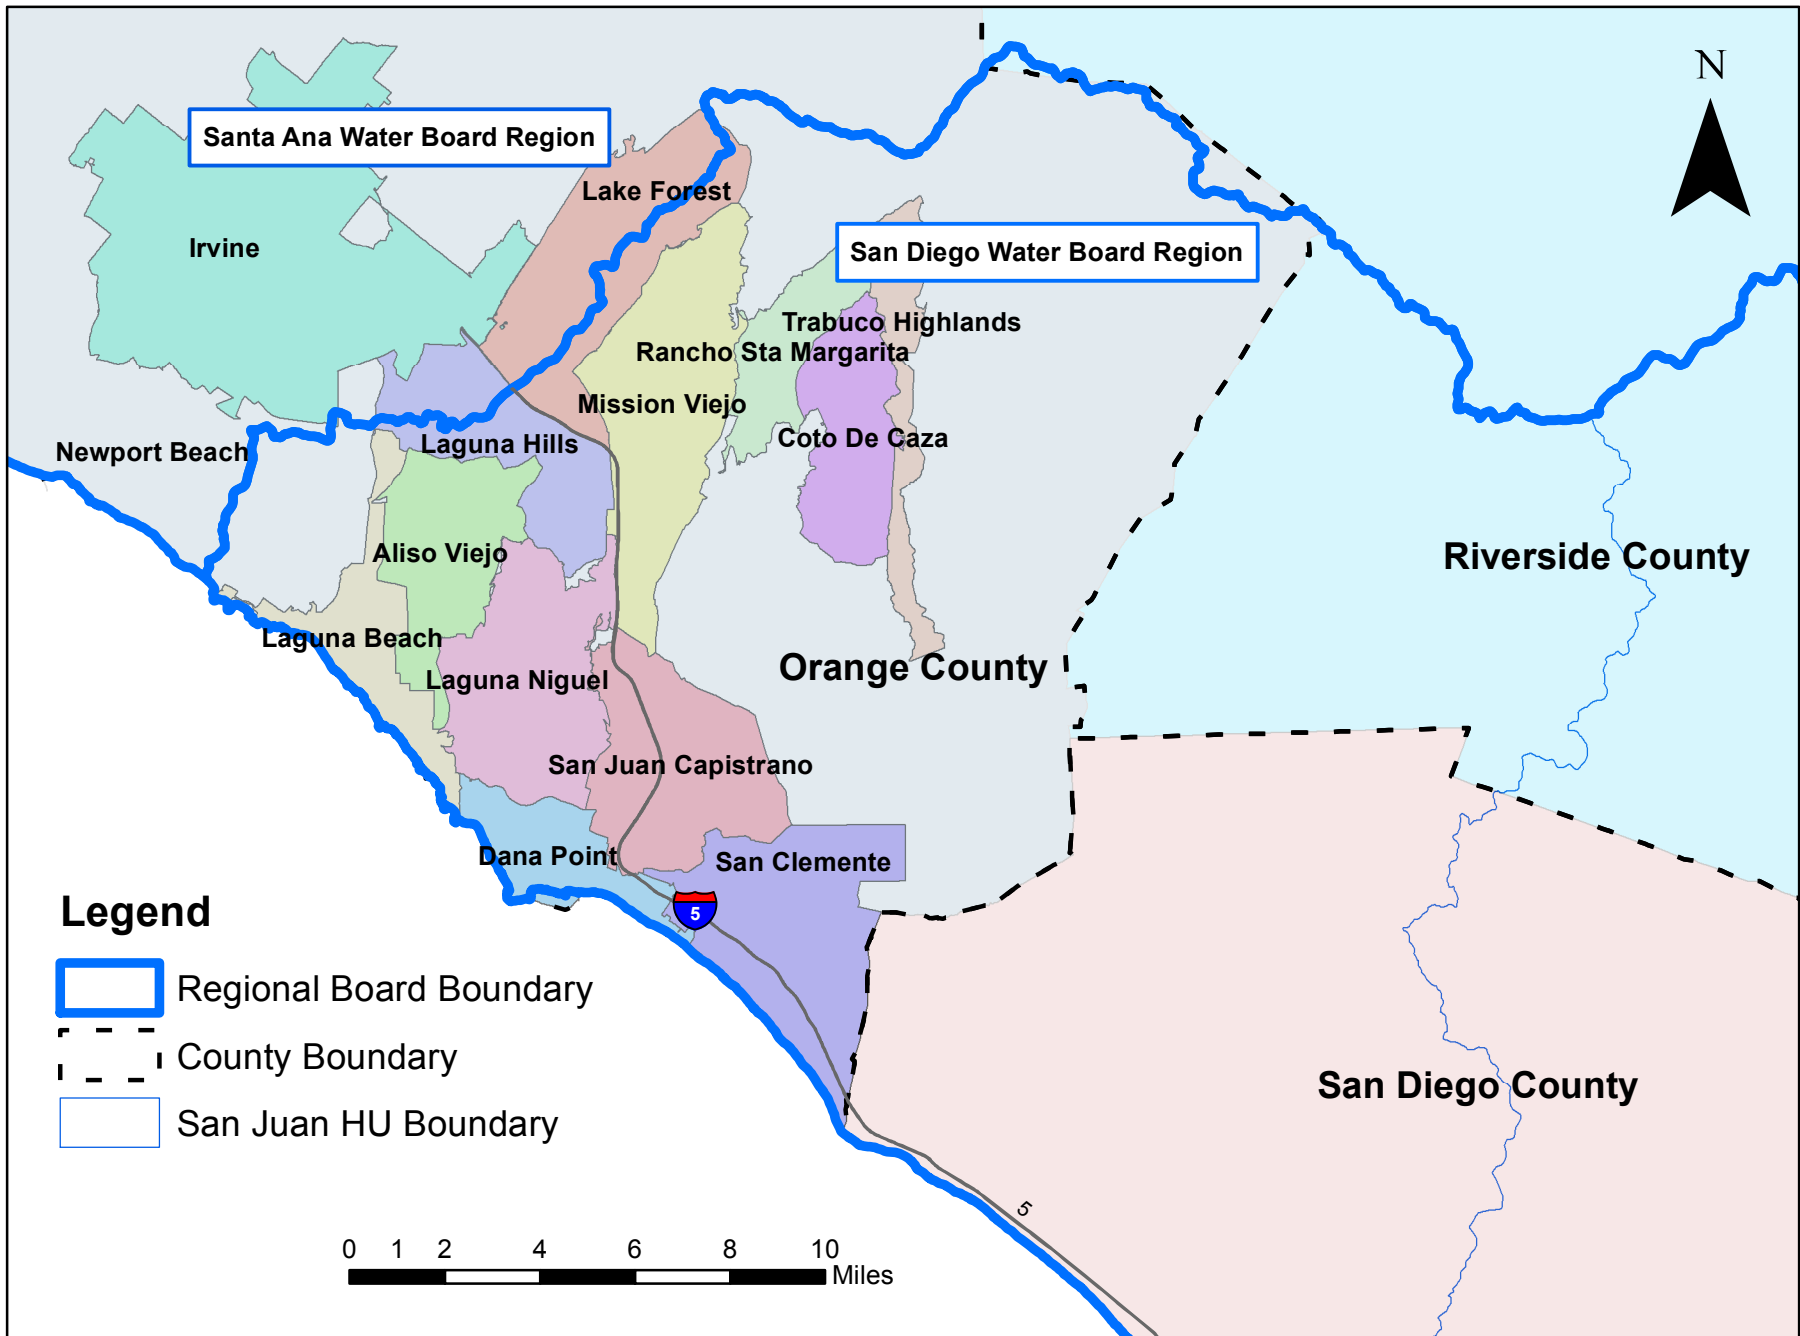 N
Santa Ana Water Board Region
Lake Forest
Irvine
San Diego Water Board Region
Trabuco Highlands
Rancho Sta Margarita
Mission Viejo
Coto De Caza
Laguna Hills
Newport Beach
Aliso Viejo
Riverside County
Laguna Beach
Orange County
Laguna Niguel
San Juan Capistrano
Dana Point
San Clemente
5
Legend
Regional Board Boundary
County Boundary
San Juan HU Boundary
San Diego County
5
0 1 2 4 6 8 10
Miles